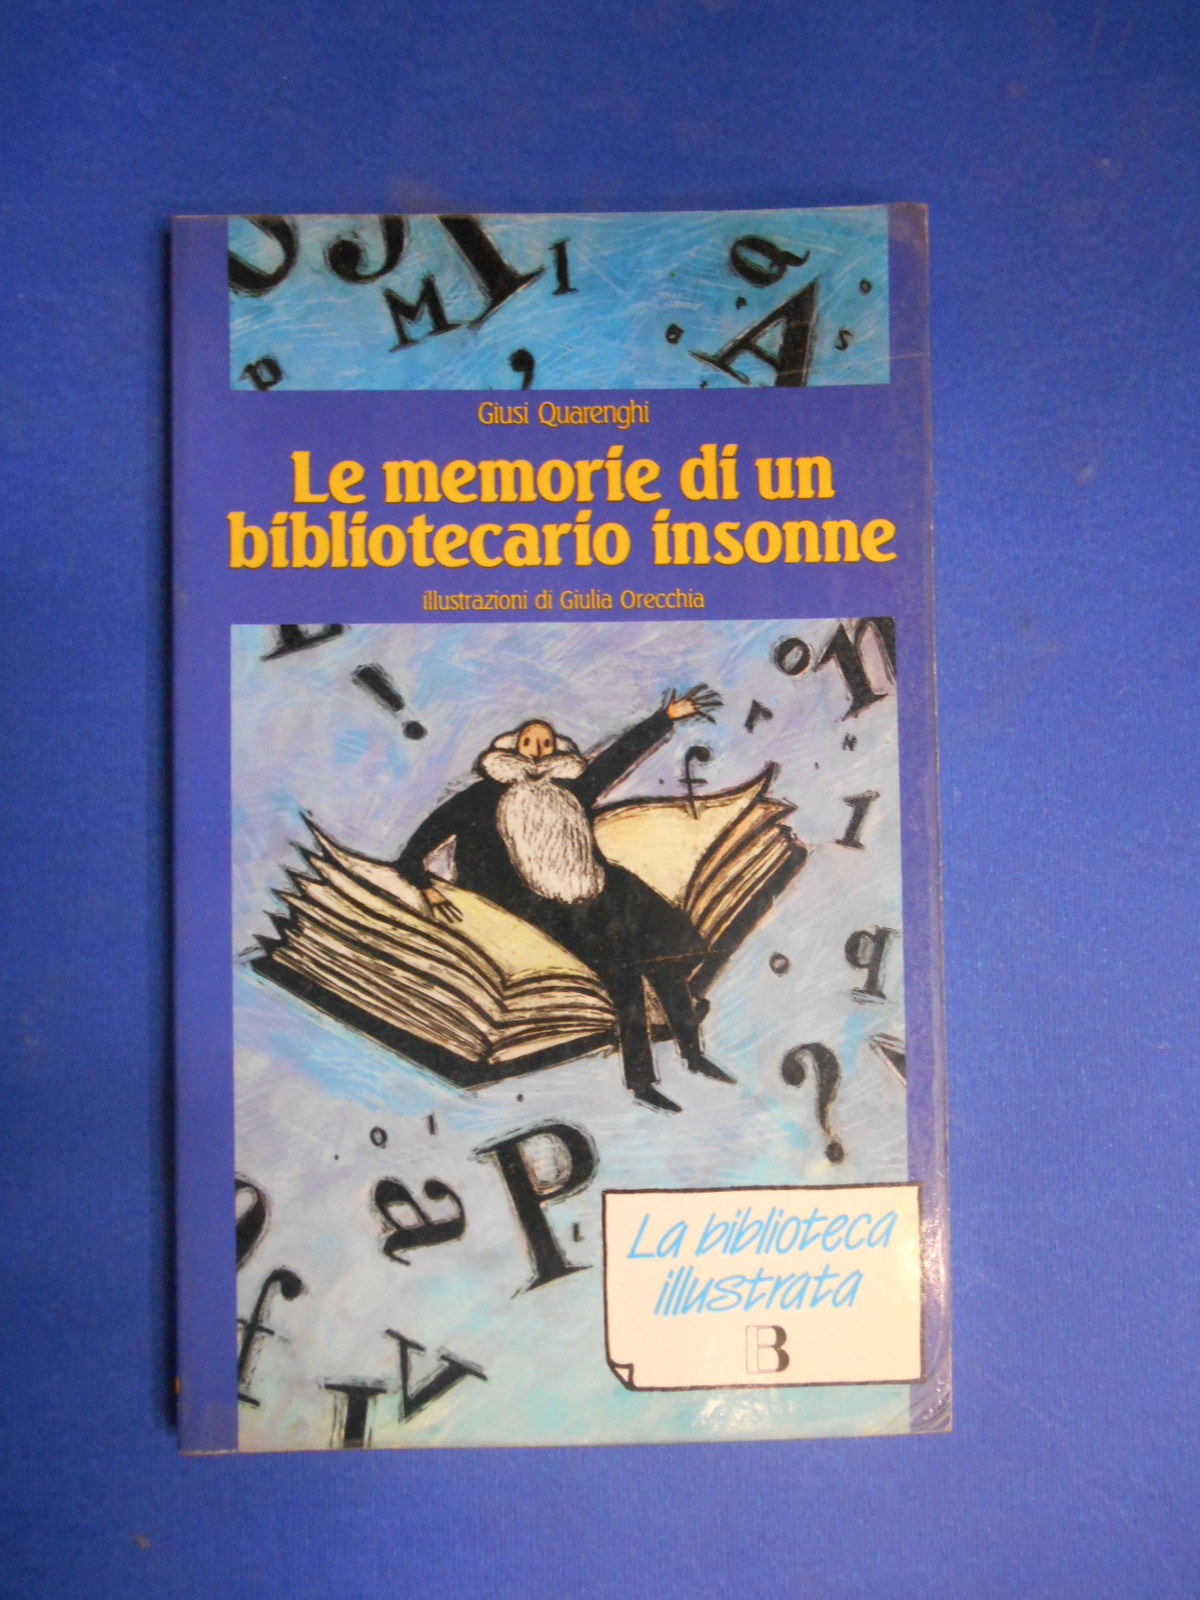 Giusi Quarenghi
Le memorie di un
bibliotecario insonne
illustrazioni di Giulia Orecchia
La biblioteca
illustrata
B